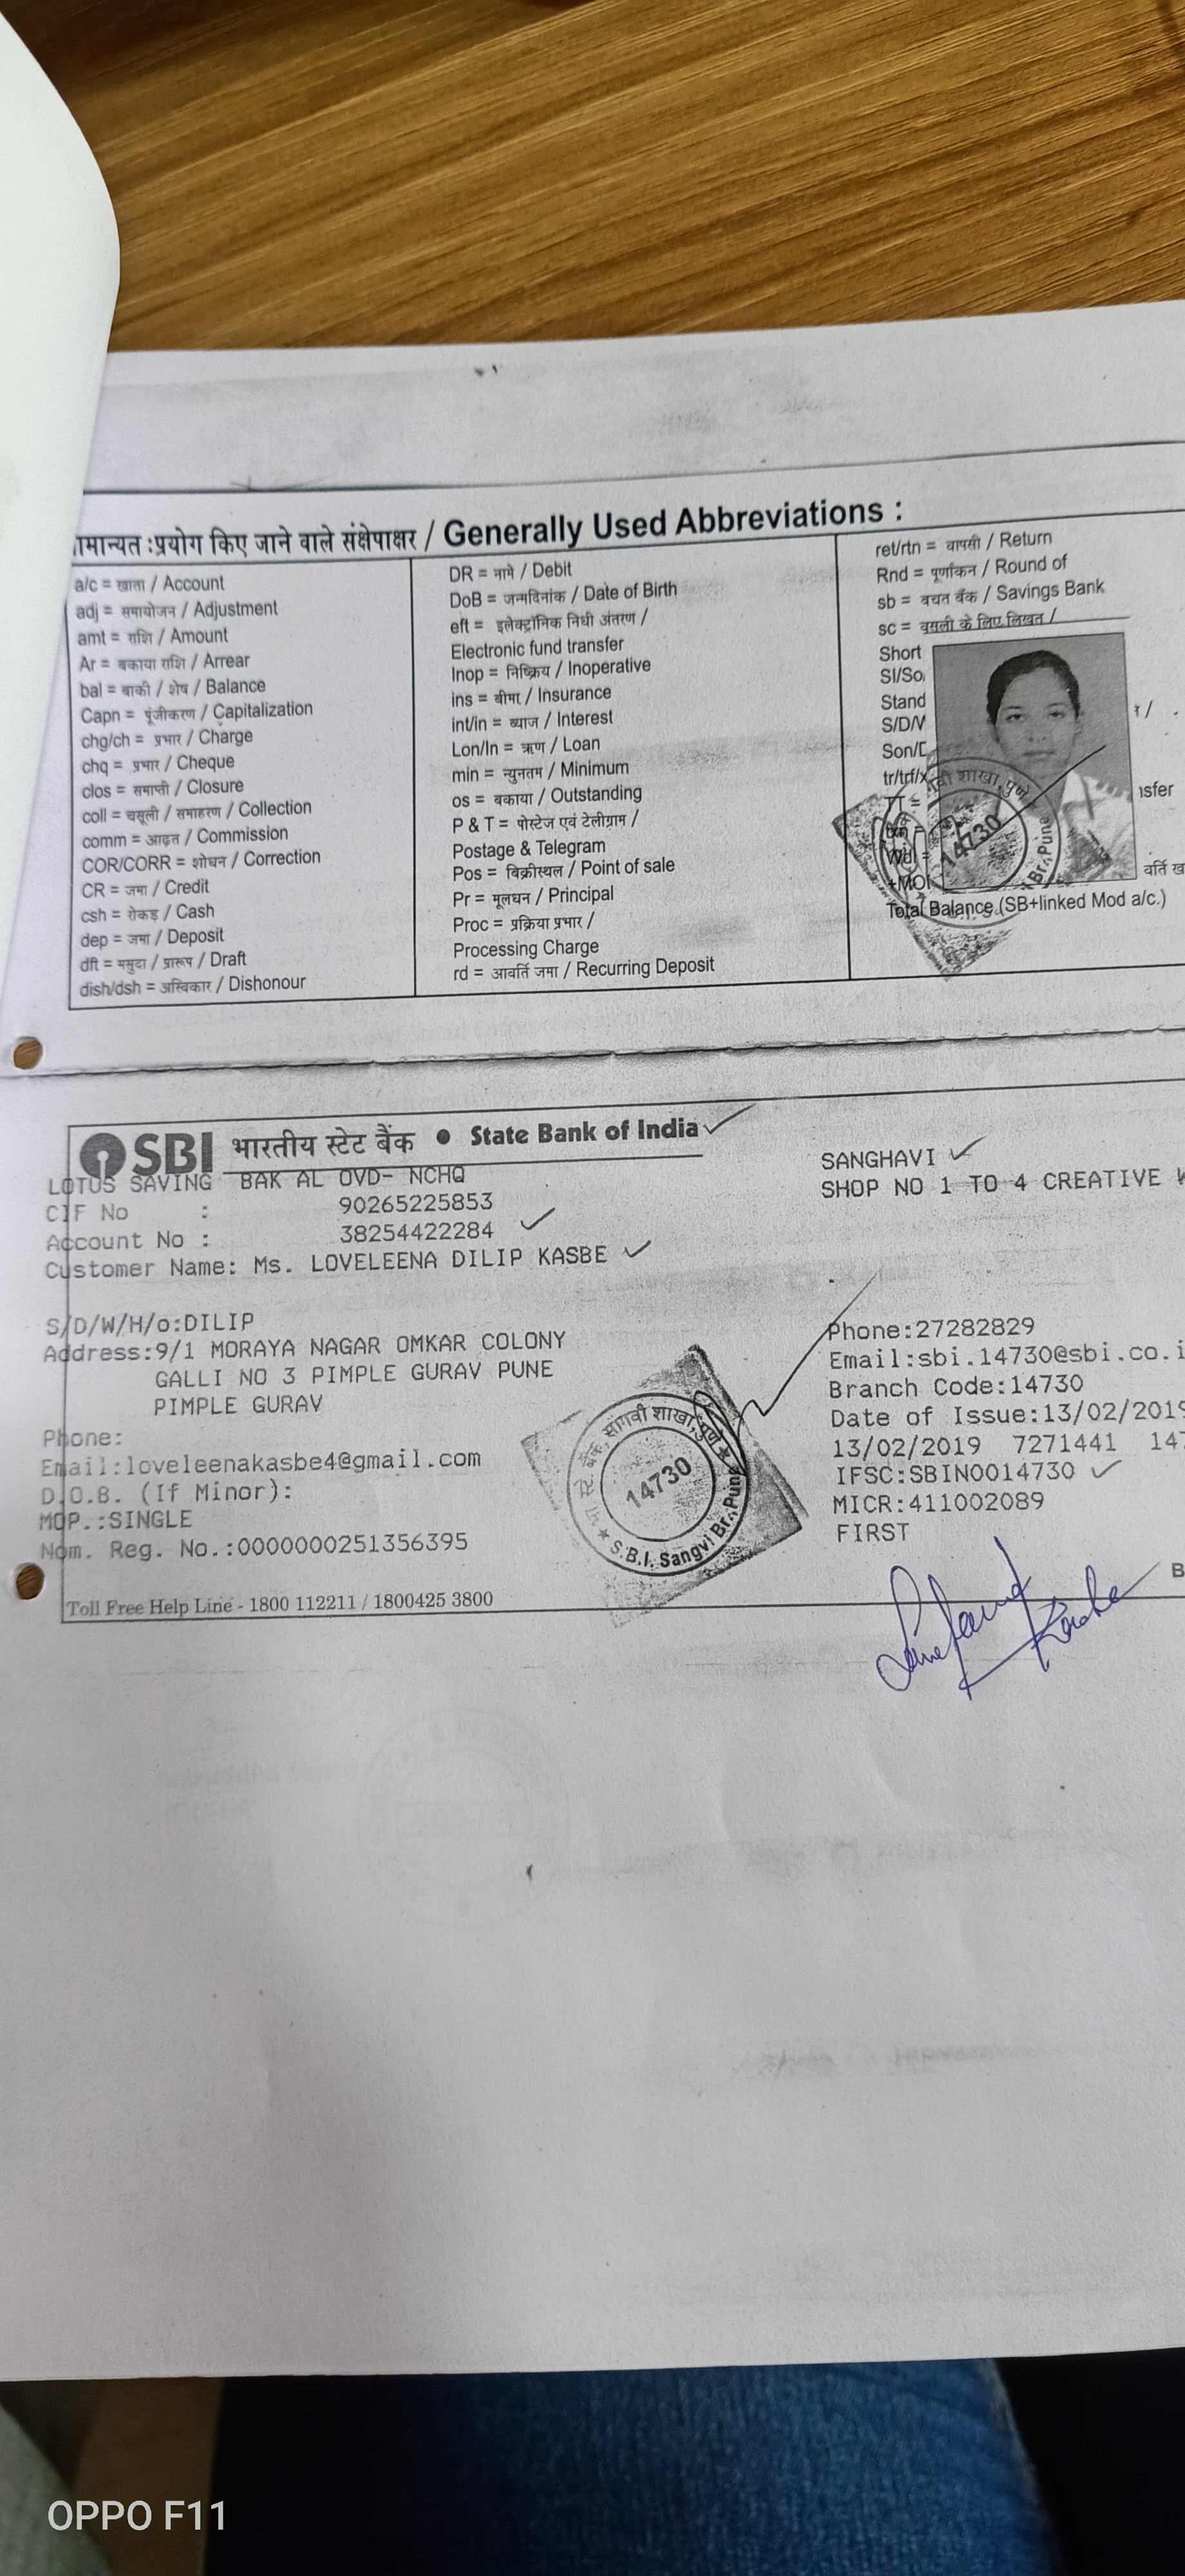 मान्यत :प्रयोग किए जाने वाले संक्षेपाक्षर / Generally Used Abbreviations :
a/c = खाता / Account
adj = समायोजन / Adjustment
amt = राशि / Amount
Ar = बकाया राशि / Arrear
bal = बाकी / शेष / Balance
Capn = पूंजीकरण / Capitalization
chg/ch = प्रभार / Charge
chq = प्रभार / Cheque
clos = समाप्ती / Closure
coll = वसूली / समाहरण / Collection
comm = आढ़त / Commission
COR/CORR = शोधन / Correction
CR = जमा / Credit
csh = रोकड़ / Cash
dep = जमा / Deposit
dft = मसुदा / प्रारूप / Draft
dish/dsh = अस्विकार / Dishonour
DR = नामे / Debit
DoB = जन्मदिनांक / Date of Birth
eft = इलेक्ट्रॉनिक निधी अंतरण /
Electronic fund transfer
Inop = निष्क्रिय / Inoperative
ins = बीमा / Insurance
int/in = ब्याज / Interest
Lon/ln = ऋण / Loan
min = न्युनतम / Minimum
os = बकाया / Outstanding
P & T = पोस्टेज एवं टेलीग्राम /
Postage & Telegram
Pos = बिक्रीस्थल / Point of sale
Pr = मूलधन / Principal
Proc = प्रक्रिया प्रभार /
Processing Charge
rd = आवर्ति जमा / Recurring Deposit
ret/rtn = वापसी / Return
Rnd = पूर्णांकन / Round of
sb = बचत बैंक / Savings Bank
sc = वसूली के लिए लिखत /
Short
SI/So
Stand
S/D/W
Son/D
tr/trf/x
TT =
Wdl =
+MO
Total Balance (SB+linked Mod a/c.)
शाखा, पुणे
14730
Br., Pune
SBI भारतीय स्टेट बैंक • State Bank of India
LOTUS SAVING BAK AL OVD- NCHQ
CIF No : 90265225853
Account No : 38254422284
Customer Name: Ms. LOVELEENA DILIP KASBE
S/D/W/H/o:DILIP
Address:9/1 MORAYA NAGAR OMKAR COLONY
GALLI NO 3 PIMPLE GURAV PUNE
PIMPLE GURAV
Phone:
Email:loveleenakasbe4@gmail.com
D.O.B. (If Minor):
MOP.:SINGLE
Nom. Reg. No.:0000000251356395
Toll Free Help Line - 1800 112211 / 1800425 3800
SANGHAVI
SHOP NO 1 TO 4 CREATIVE W
Phone:27282829
Email:sbi.14730@sbi.co.i
Branch Code:14730
Date of Issue:13/02/2019
13/02/2019 7271441 147
IFSC:SBIN0014730
MICR:411002089
FIRST
B
भा. स्टे. बैंक, सांगवी शाखा, पुणे
14730
S.B.I. Sangvi Br., Pune
OPPO F11